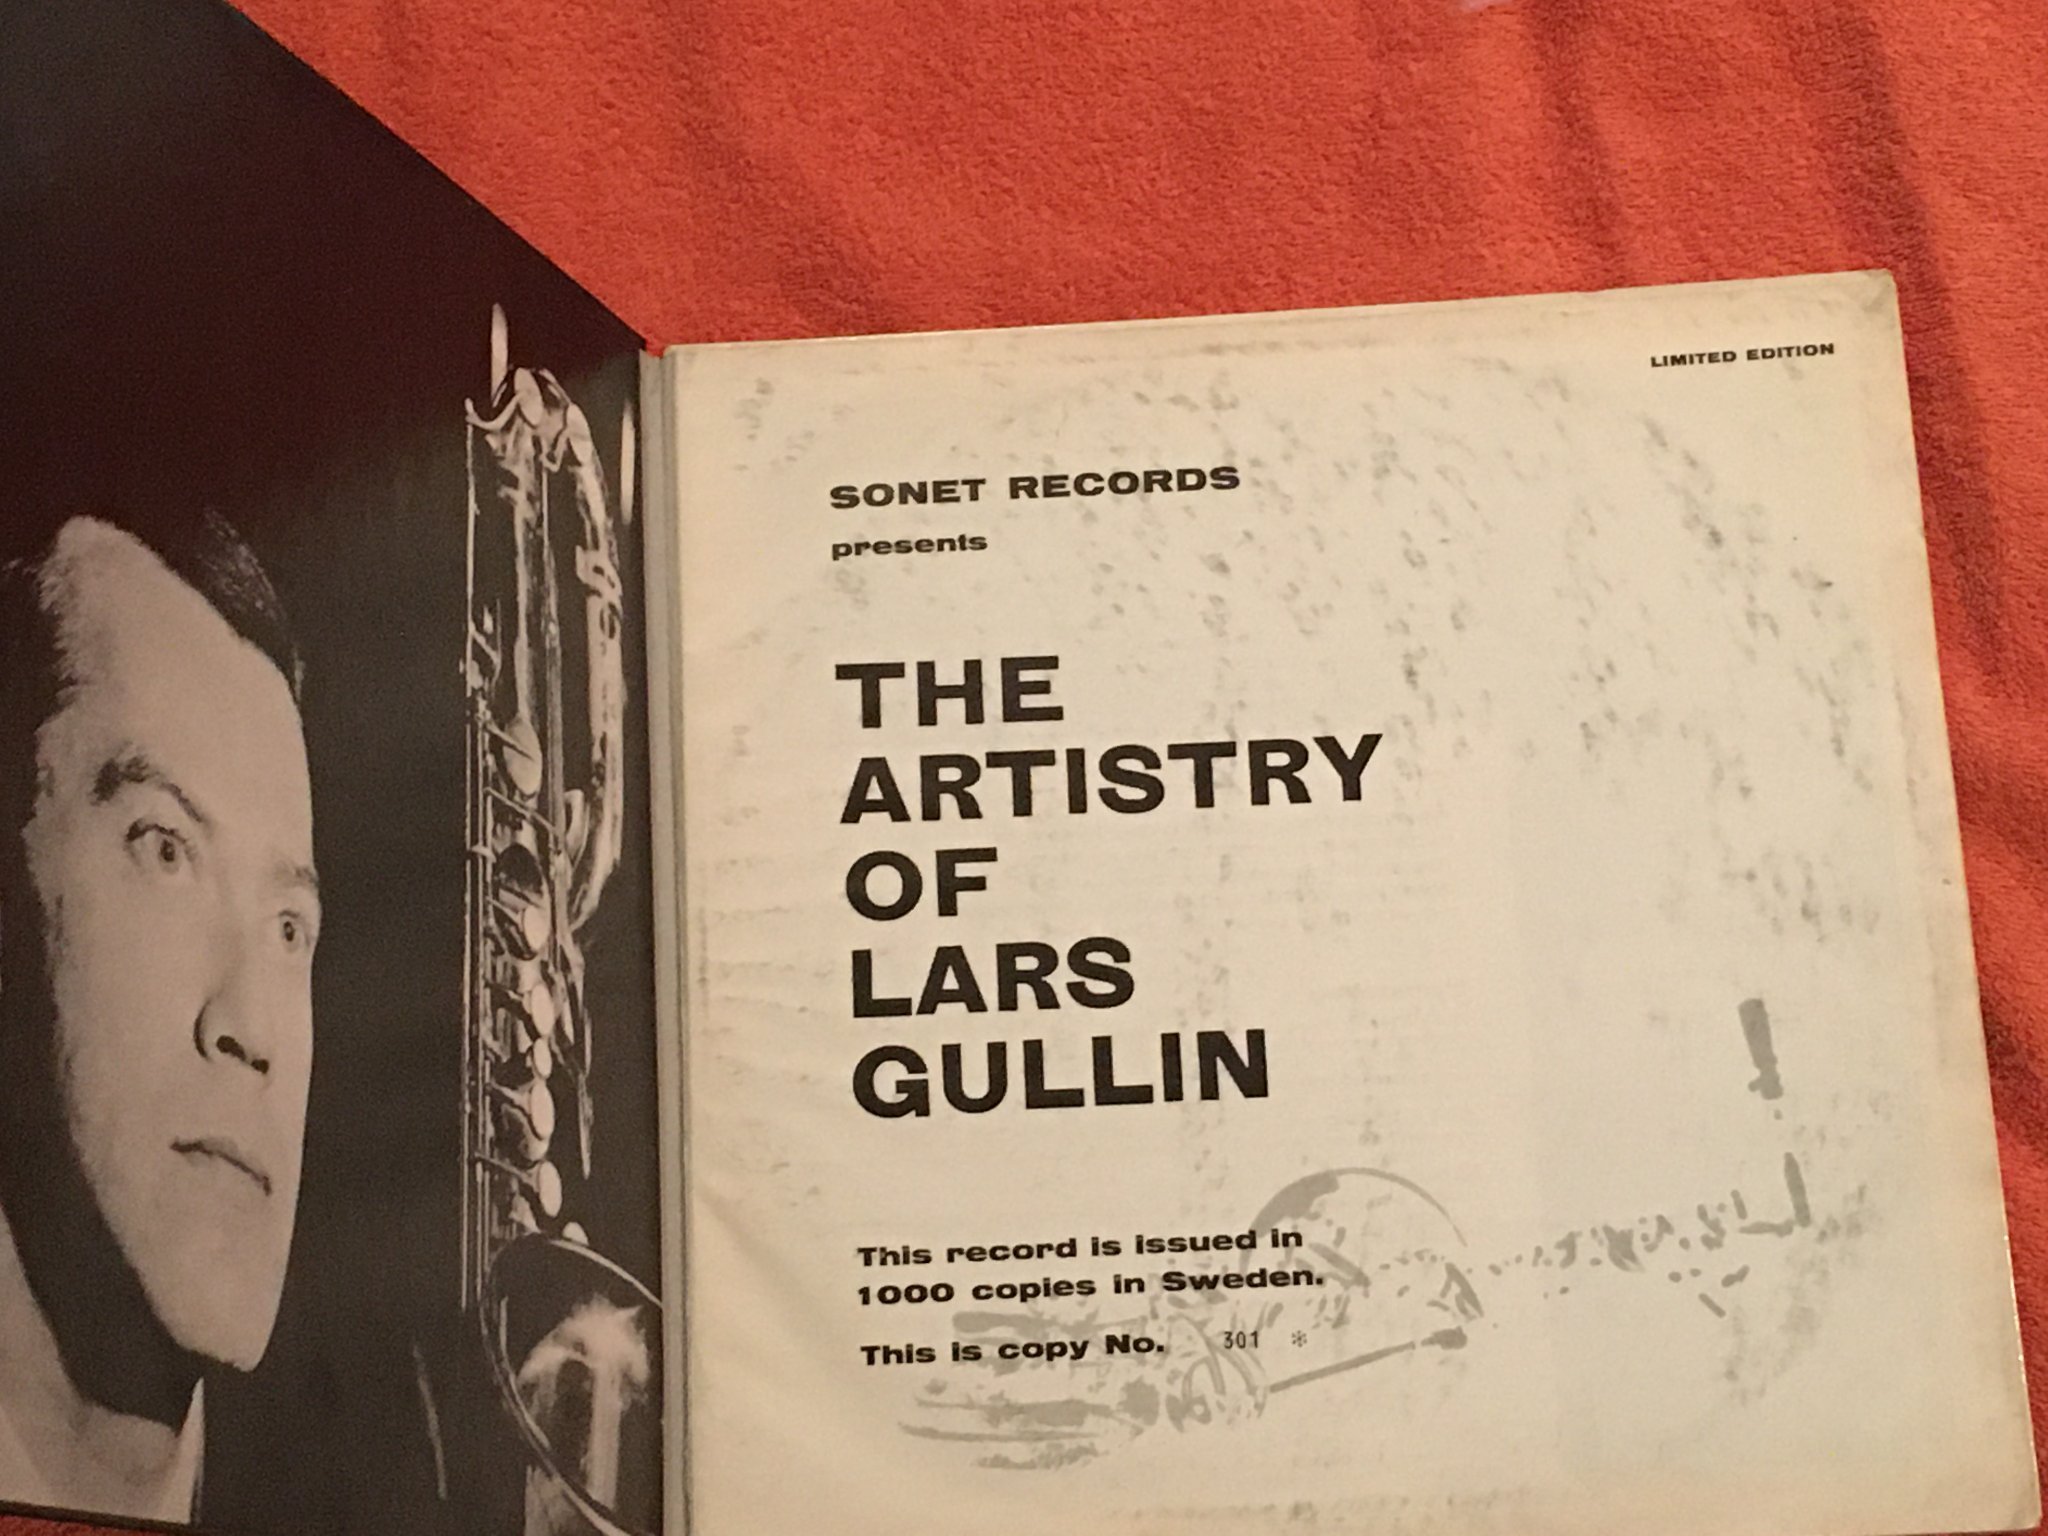 LIMITED EDITION
SONET RECORDS
presents
THE
ARTISTRY
OF
LARS
GULLIN
This record is issued in
1000 copies in Sweden.
This is copy No. 301 *